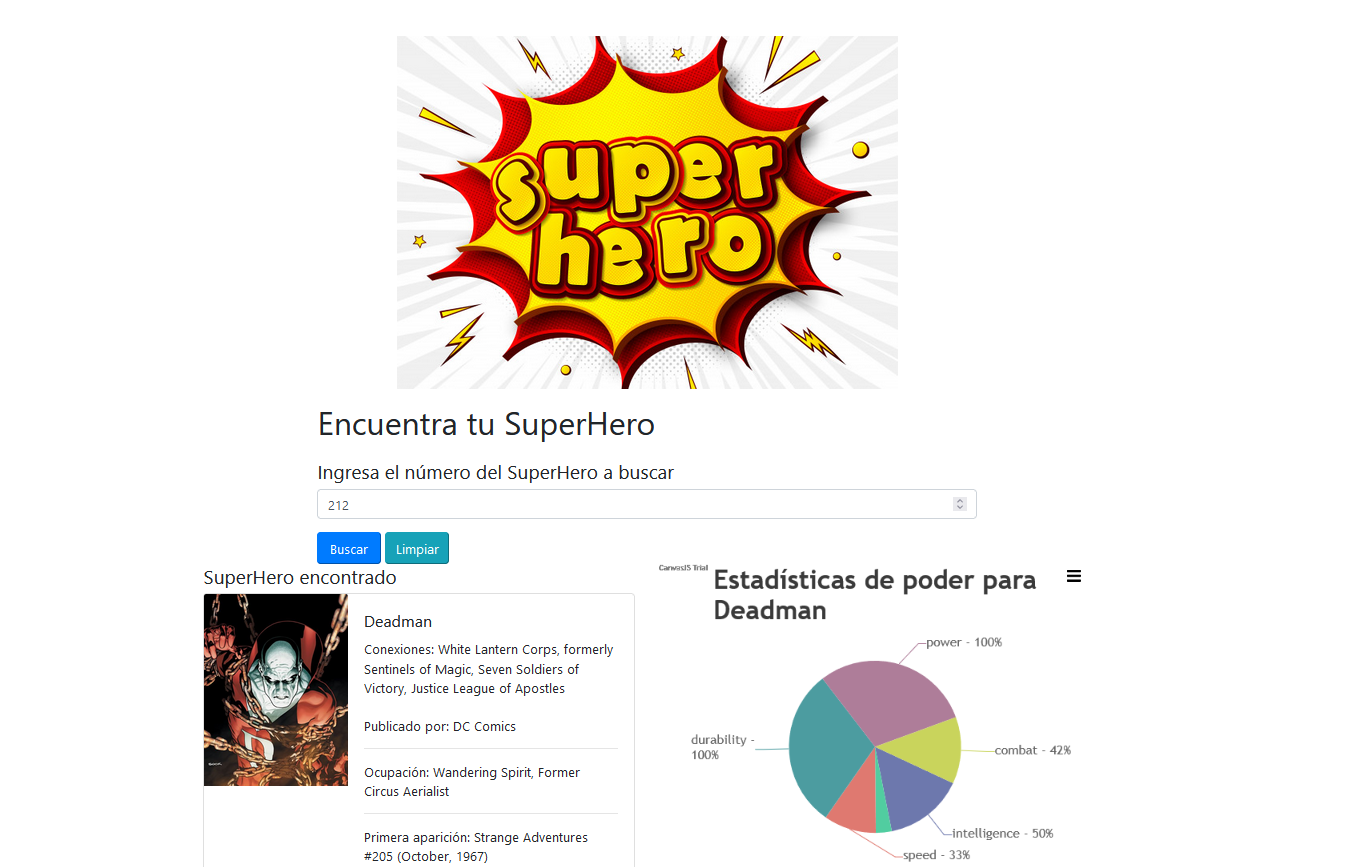 super
hero
Encuentra tu SuperHero
Ingresa el número del SuperHero a buscar
212
Buscar
Limpiar
SuperHero encontrado
Deadman
Conexiones: White Lantern Corps, formerly
Sentinels of Magic, Seven Soldiers of
Victory, Justice League of Apostles
Publicado por: DC Comics
Ocupación: Wandering Spirit, Former
Circus Aerialist
Primera aparición: Strange Adventures
#205 (October, 1967)
CanvasJS Trial
Estadísticas de poder para
Deadman
power - 100%
combat - 42%
durability -
100%
intelligence - 50%
speed - 33%